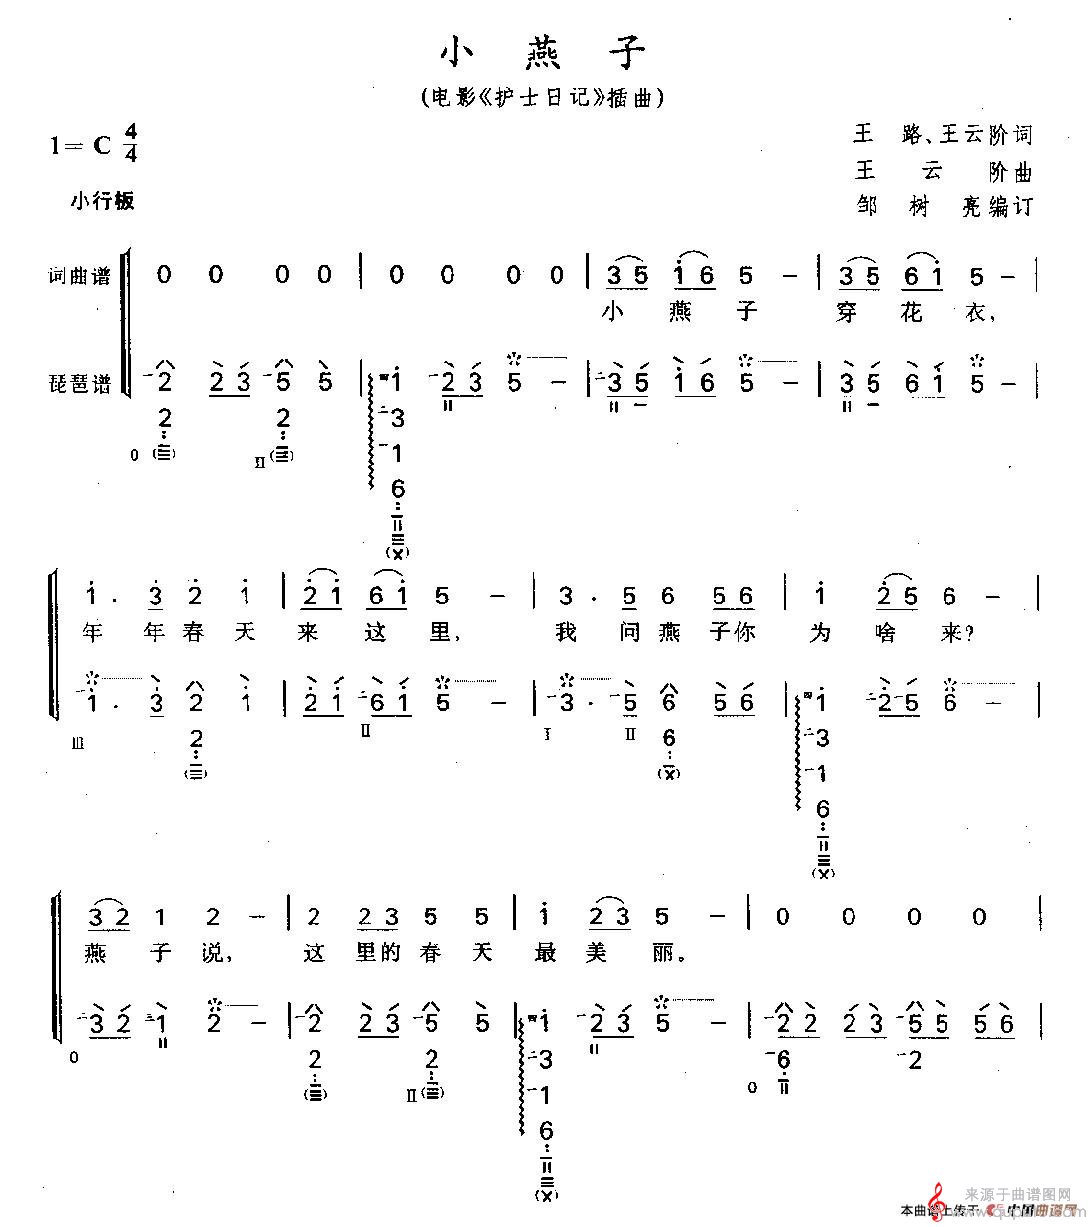 小 燕 子
(电影《护士日记》插曲)
1= C 4/4
王 路、王云阶词
王 云 阶曲
小行板
邹 树 亮编订
词曲谱 0 0 0 0 | 0 0 0 0 | 3 5 1 6 5 – | 3 5 6 1 5 – |
小 燕 子 穿 花 衣,
琵琶谱 2 2 3 5 5 | 1 2 3 5 – | 3 5 1 6 5 – | 3 5 6 1 5 – |
2 2 3
0 II 1
6
1 . 3 2 1 | 2 1 6 1 5 – | 3 . 5 6 5 6 | 1 2 5 6 – |
年 年 春 天 来 这 里, 我 问 燕 子 你 为 啥 来?
1 . 3 2 1 | 2 1 6 1 5 – | 3 . 5 6 5 6 | 1 2 5 6 –
III 2 II I II 6 3
1
6
3 2 1 2 – | 2 2 3 5 5 | 1 2 3 5 – | 0 0 0 0 |
燕 子 说, 这 里 的 春 天 最 美 丽。
3 2 1 2 – | 2 2 3 5 5 | 1 2 3 5 – | 2 2 2 3 5 5 5 6 |
0 2 2 3 6 2
II 1 0
6
来源于曲谱图网
本曲谱上传于 中国曲谱网